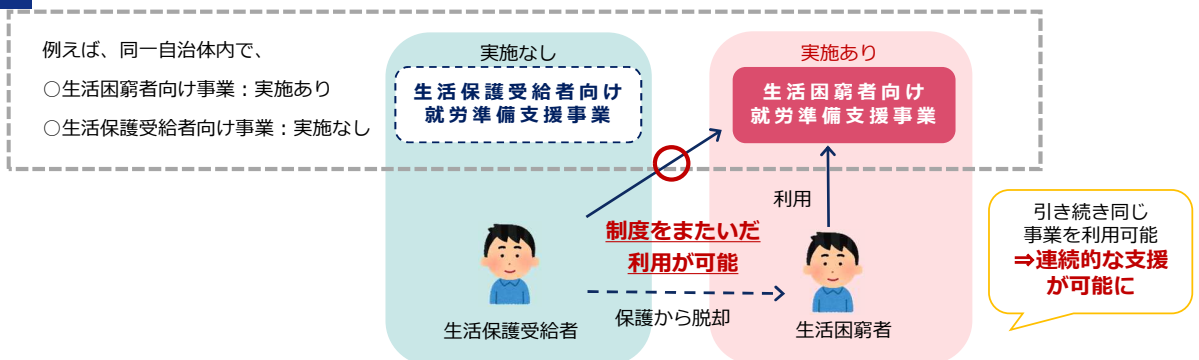 例えば、同一自治体内で、
○生活困窮者向け事業：実施あり
○生活保護受給者向け事業：実施なし
実施なし
生活保護受給者向け
就労準備支援事業
実施あり
生活困窮者向け
就労準備支援事業
利用
制度をまたいだ
利用が可能
保護から脱却
生活保護受給者
生活困窮者
引き続き同じ
事業を利用可能
⇒連続的な支援
が可能に